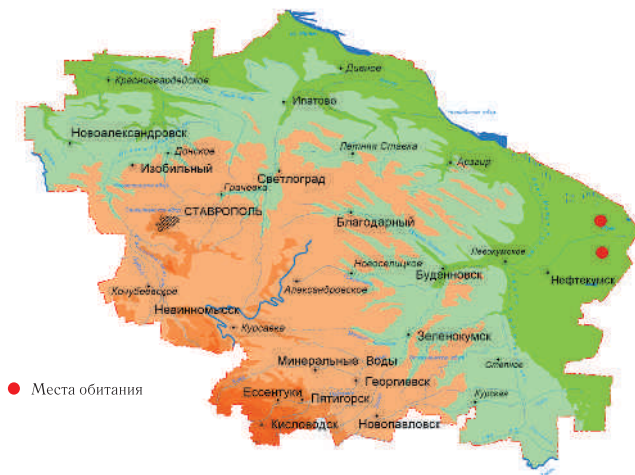 Дивное
Красногвардейское
Ипатово
Новоалександровск
Донское
Летняя Ставка
Изобильный
Арзгир
Светлоград
Грачевка
СТАВРОПОЛЬ
Благодарный
Левокумское
Новоселицкое
Буденновск
Нефтекумск
Кочубеевское
Александровское
Невинномысск
Курсавка
Зеленокумск
Минеральные Воды
Степное
Места обитания
Георгиевск
Ессентуки
Пятигорск
Курская
Кисловодск
Новопавловск